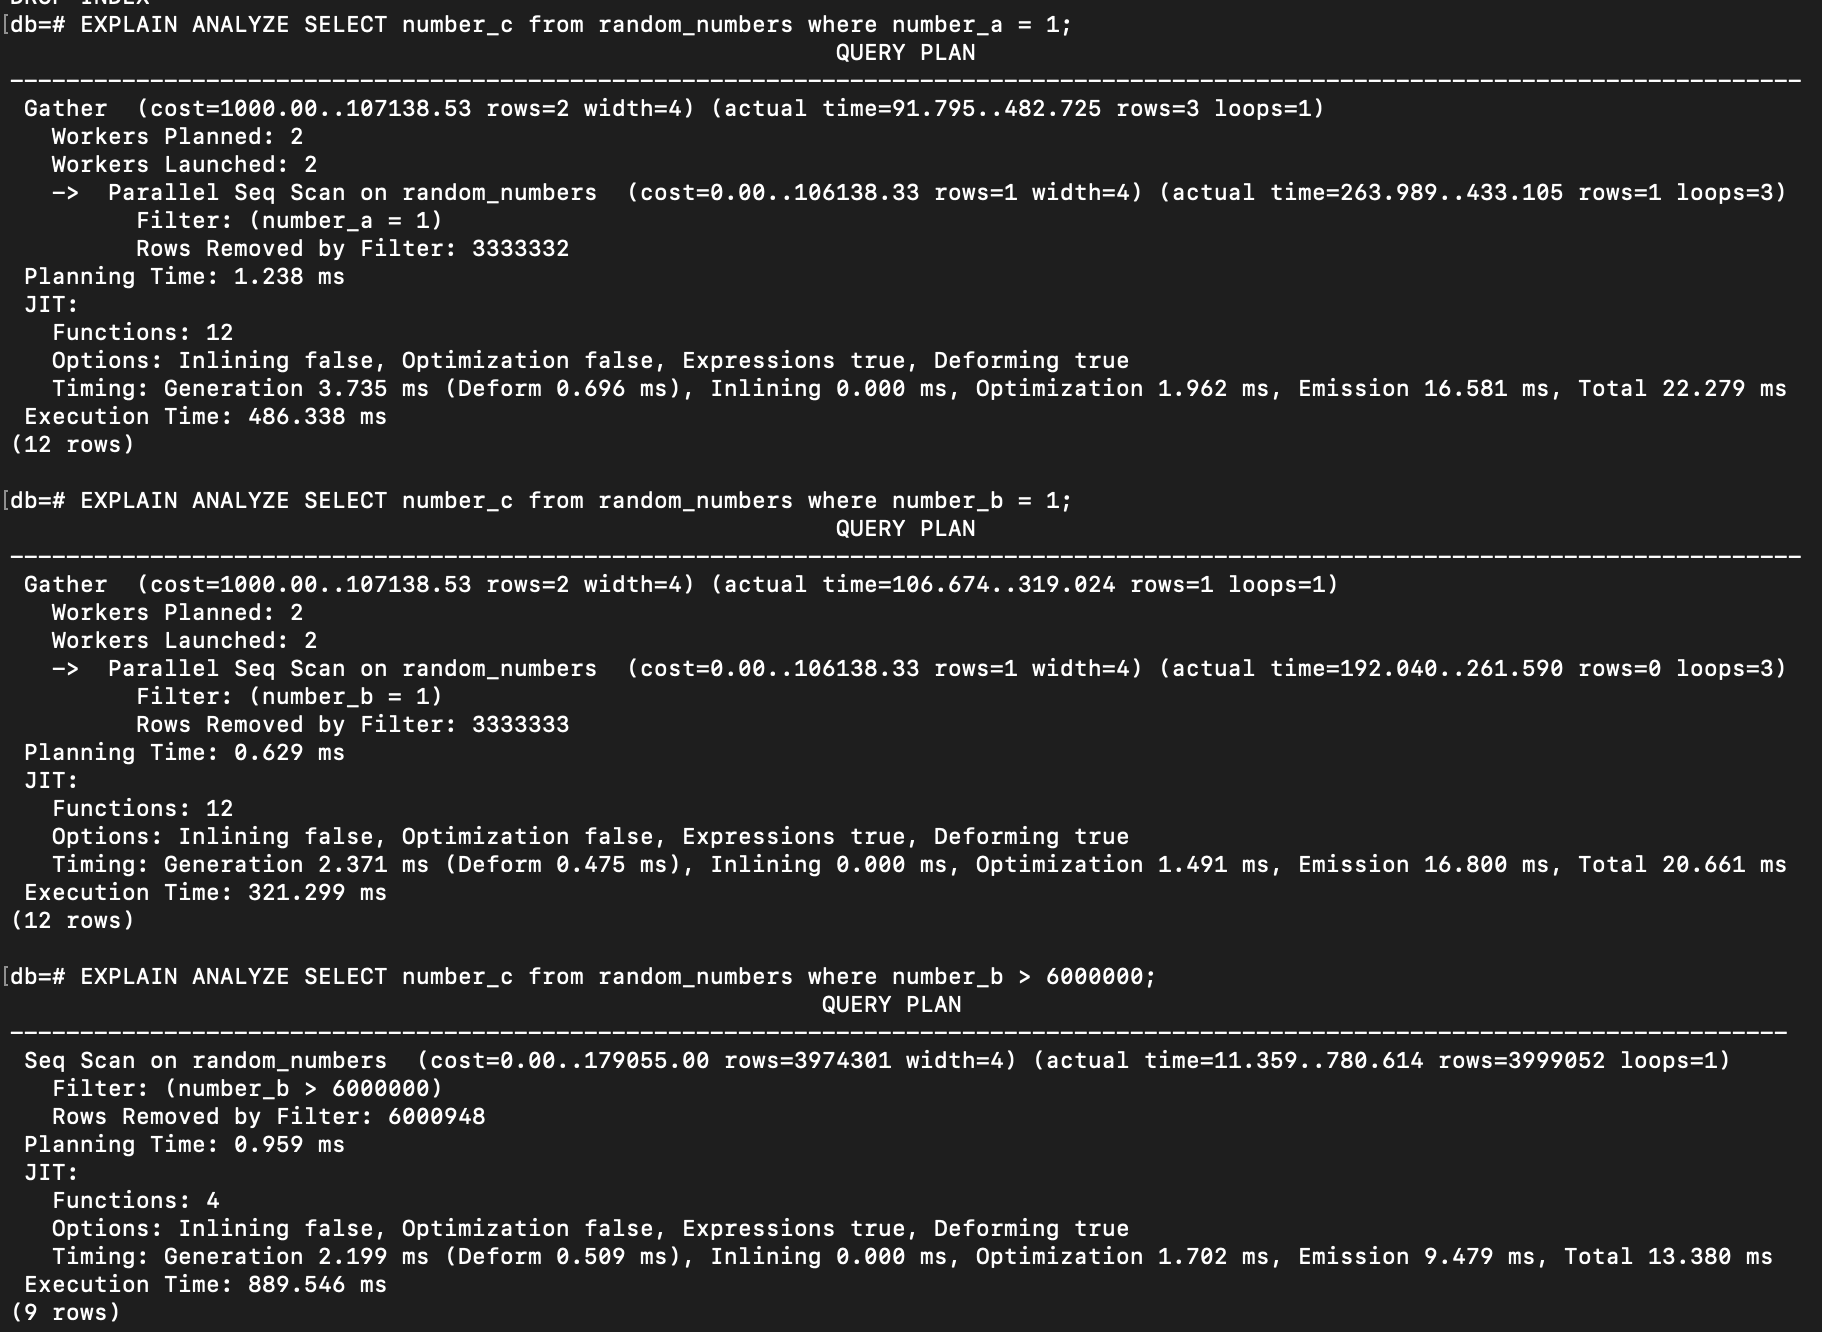 DROP INDEX
[db=# EXPLAIN ANALYZE SELECT number_c from random_numbers where number_a = 1;
QUERY PLAN
Gather  (cost=1000.00..107138.53 rows=2 width=4) (actual time=91.795..482.725 rows=3 loops=1)
Workers Planned: 2
Workers Launched: 2
->  Parallel Seq Scan on random_numbers  (cost=0.00..106138.33 rows=1 width=4) (actual time=263.989..433.105 rows=1 loops=3)
Filter: (number_a = 1)
Rows Removed by Filter: 3333332
Planning Time: 1.238 ms
JIT:
Functions: 12
Options: Inlining false, Optimization false, Expressions true, Deforming true
Timing: Generation 3.735 ms (Deform 0.696 ms), Inlining 0.000 ms, Optimization 1.962 ms, Emission 16.581 ms, Total 22.279 ms
Execution Time: 486.338 ms
(12 rows)
[db=# EXPLAIN ANALYZE SELECT number_c from random_numbers where number_b = 1;
QUERY PLAN
Gather  (cost=1000.00..107138.53 rows=2 width=4) (actual time=106.674..319.024 rows=1 loops=1)
Workers Planned: 2
Workers Launched: 2
->  Parallel Seq Scan on random_numbers  (cost=0.00..106138.33 rows=1 width=4) (actual time=192.040..261.590 rows=0 loops=3)
Filter: (number_b = 1)
Rows Removed by Filter: 3333333
Planning Time: 0.629 ms
JIT:
Functions: 12
Options: Inlining false, Optimization false, Expressions true, Deforming true
Timing: Generation 2.371 ms (Deform 0.475 ms), Inlining 0.000 ms, Optimization 1.491 ms, Emission 16.800 ms, Total 20.661 ms
Execution Time: 321.299 ms
(12 rows)
[db=# EXPLAIN ANALYZE SELECT number_c from random_numbers where number_b > 6000000;
QUERY PLAN
Seq Scan on random_numbers  (cost=0.00..179055.00 rows=3974301 width=4) (actual time=11.359..780.614 rows=3999052 loops=1)
Filter: (number_b > 6000000)
Rows Removed by Filter: 6000948
Planning Time: 0.959 ms
JIT:
Functions: 4
Options: Inlining false, Optimization false, Expressions true, Deforming true
Timing: Generation 2.199 ms (Deform 0.509 ms), Inlining 0.000 ms, Optimization 1.702 ms, Emission 9.479 ms, Total 13.380 ms
Execution Time: 889.546 ms
(9 rows)